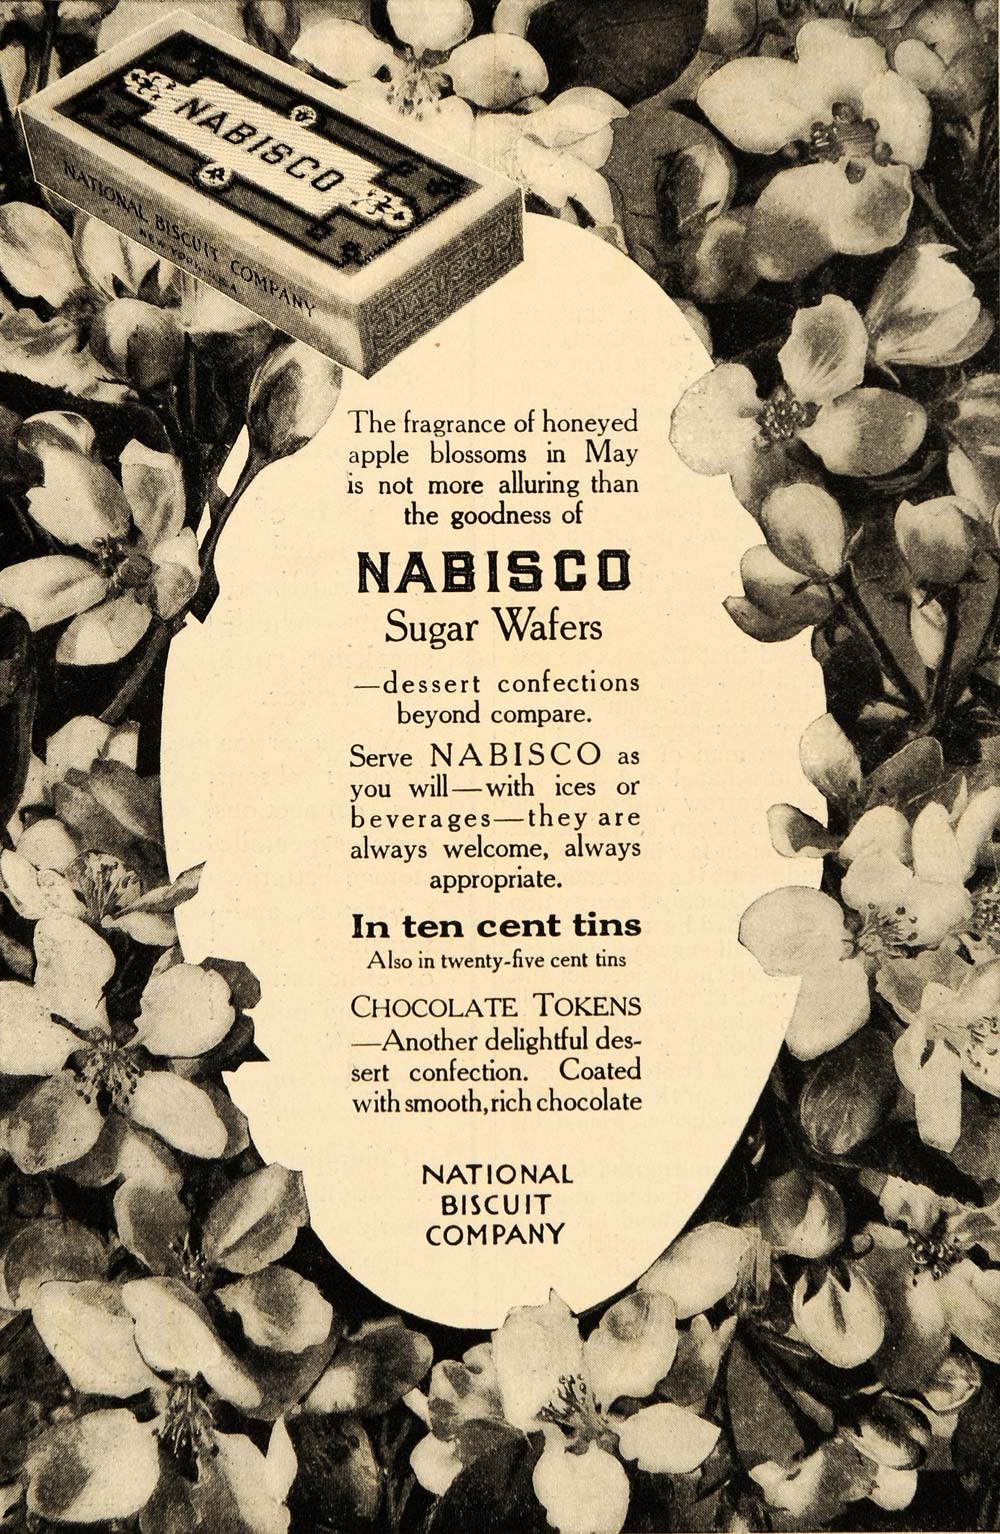 NABISCO
NATIONAL BISCUIT COMPANY
NEW YORK, U.S.A.
NABISCO
The fragrance of honeyed
apple blossoms in May
is not more alluring than
the goodness of
NABISCO
Sugar Wafers
—dessert confections
beyond compare.
Serve NABISCO as
you will—with ices or
beverages—they are
always welcome, always
appropriate.
In ten cent tins
Also in twenty-five cent tins
CHOCOLATE TOKENS
—Another delightful des-
sert confection. Coated
with smooth, rich chocolate
NATIONAL
BISCUIT
COMPANY